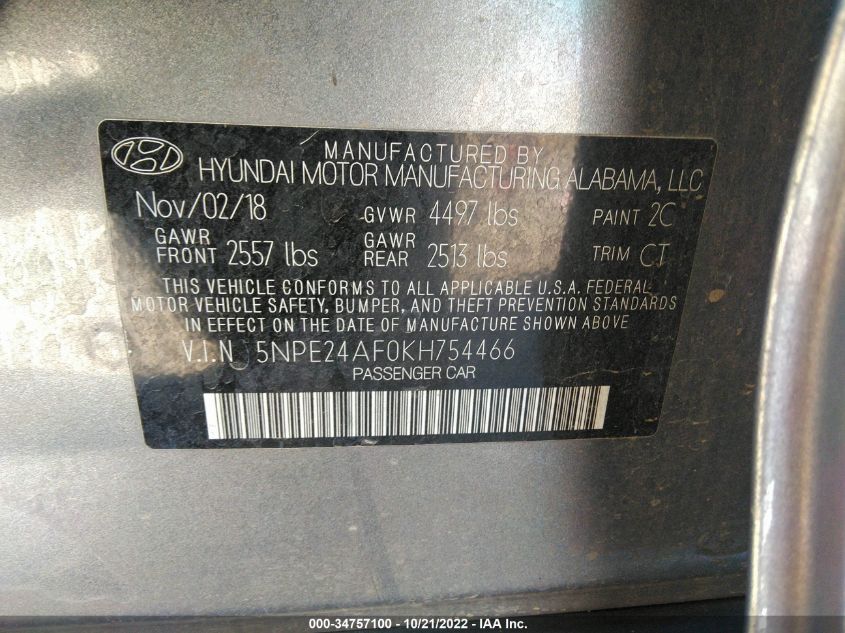 MANUFACTURED BY
HYUNDAI MOTOR MANUFACTURING ALABAMA, LLC
Nov/02/18 GVWR 4497 lbs PAINT 2C
GAWR FRONT 2557 lbs GAWR REAR 2513 lbs TRIM CT
THIS VEHICLE CONFORMS TO ALL APPLICABLE U.S.A. FEDERAL
MOTOR VEHICLE SAFETY, BUMPER, AND THEFT PREVENTION STANDARDS
IN EFFECT ON THE DATE OF MANUFACTURE SHOWN ABOVE
V.I.N 5NPE24AF0KH754466
PASSENGER CAR
000-34757100 - 10/21/2022 - IAA Inc.